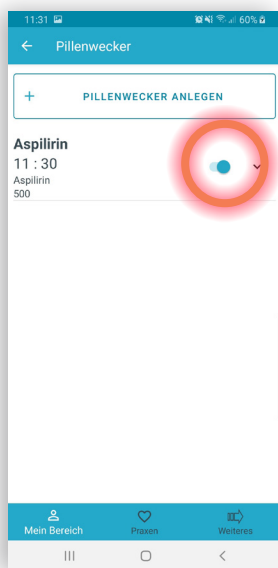 11:31 60%
Pillenwecker
+ PILLENWECKER ANLEGEN
Aspilirin
11 : 30
Aspilirin
500
Mein Bereich Praxen Weiteres